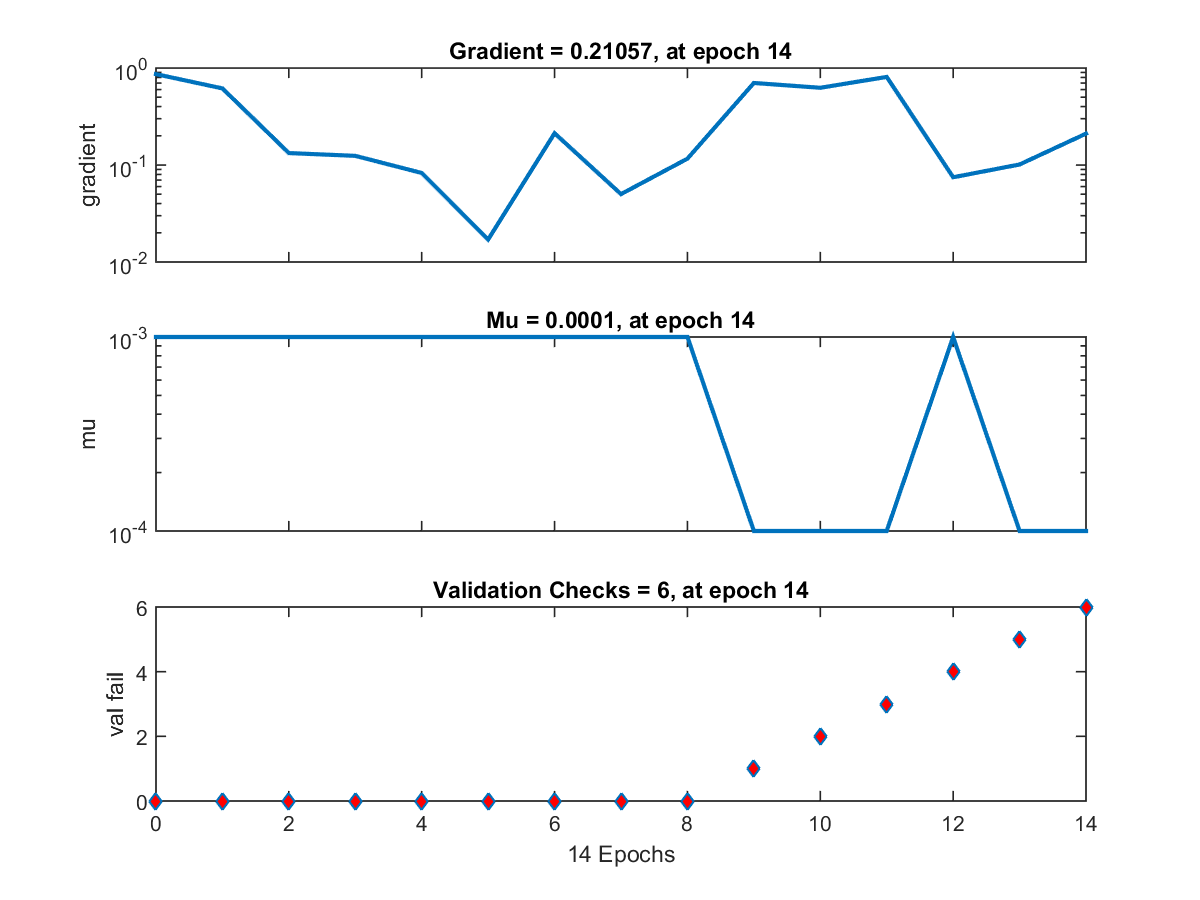 Gradient = 0.21057, at epoch 14
10^0
10^-1
10^-2
gradient
Mu = 0.0001, at epoch 14
10^-3
10^-4
mu
Validation Checks = 6, at epoch 14
6
4
2
0
val fail
0 2 4 6 8 10 12 14
14 Epochs